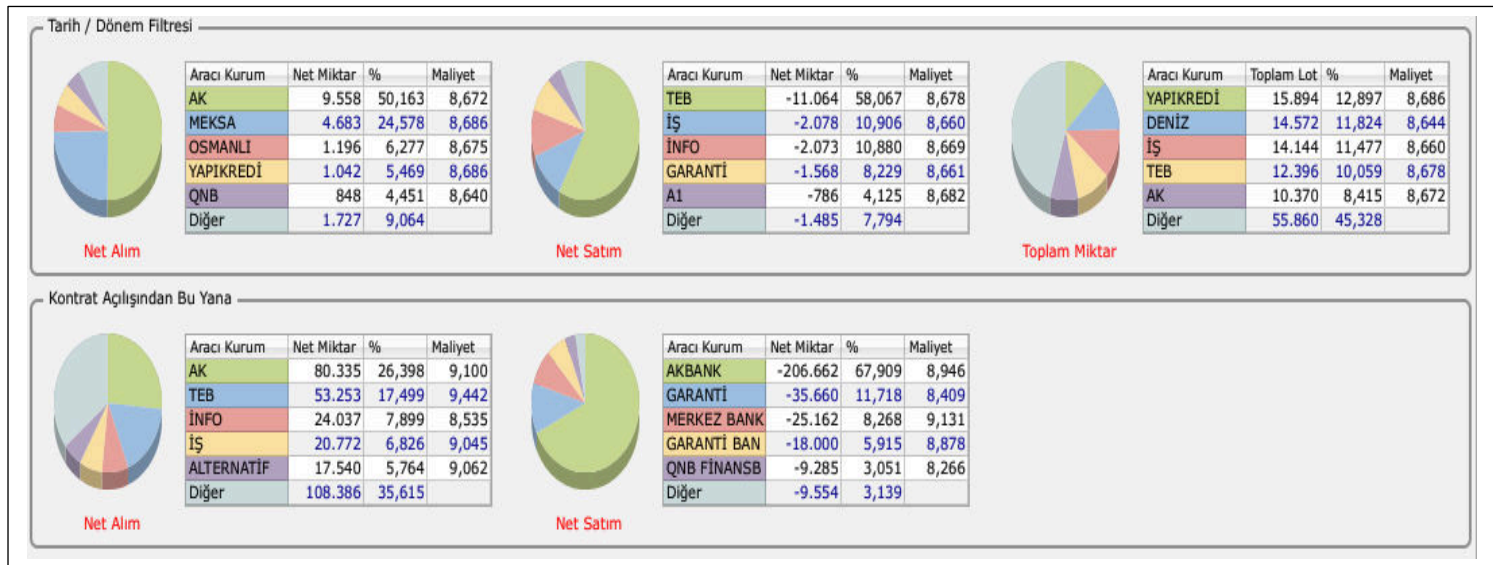 Tarih / Dönem Filtresi
Aracı Kurum Net Miktar % Maliyet
AK 9.558 50,163 8,672
MEKSA 4.683 24,578 8,686
OSMANLI 1.196 6,277 8,675
YAPIKREDİ 1.042 5,469 8,686
QNB 848 4,451 8,640
Diğer 1.727 9,064
Net Alım
Aracı Kurum Net Miktar % Maliyet
TEB -11.064 58,067 8,678
İŞ -2.078 10,906 8,660
İNFO -2.073 10,880 8,669
GARANTİ -1.568 8,229 8,661
A1 -786 4,125 8,682
Diğer -1.485 7,794
Net Satım
Aracı Kurum Toplam Lot % Maliyet
YAPIKREDİ 15.894 12,897 8,686
DENİZ 14.572 11,824 8,644
İŞ 14.144 11,477 8,660
TEB 12.396 10,059 8,678
AK 10.370 8,415 8,672
Diğer 55.860 45,328
Toplam Miktar
Kontrat Açılışından Bu Yana
Aracı Kurum Net Miktar % Maliyet
AK 80.335 26,398 9,100
TEB 53.253 17,499 9,442
İNFO 24.037 7,899 8,535
İŞ 20.772 6,826 9,045
ALTERNATİF 17.540 5,764 9,062
Diğer 108.386 35,615
Net Alım
Aracı Kurum Net Miktar % Maliyet
AKBANK -206.662 67,909 8,946
GARANTİ -35.660 11,718 8,409
MERKEZ BANK -25.162 8,268 9,131
GARANTİ BAN -18.000 5,915 8,878
QNB FİNANSB -9.285 3,051 8,266
Diğer -9.554 3,139
Net Satım